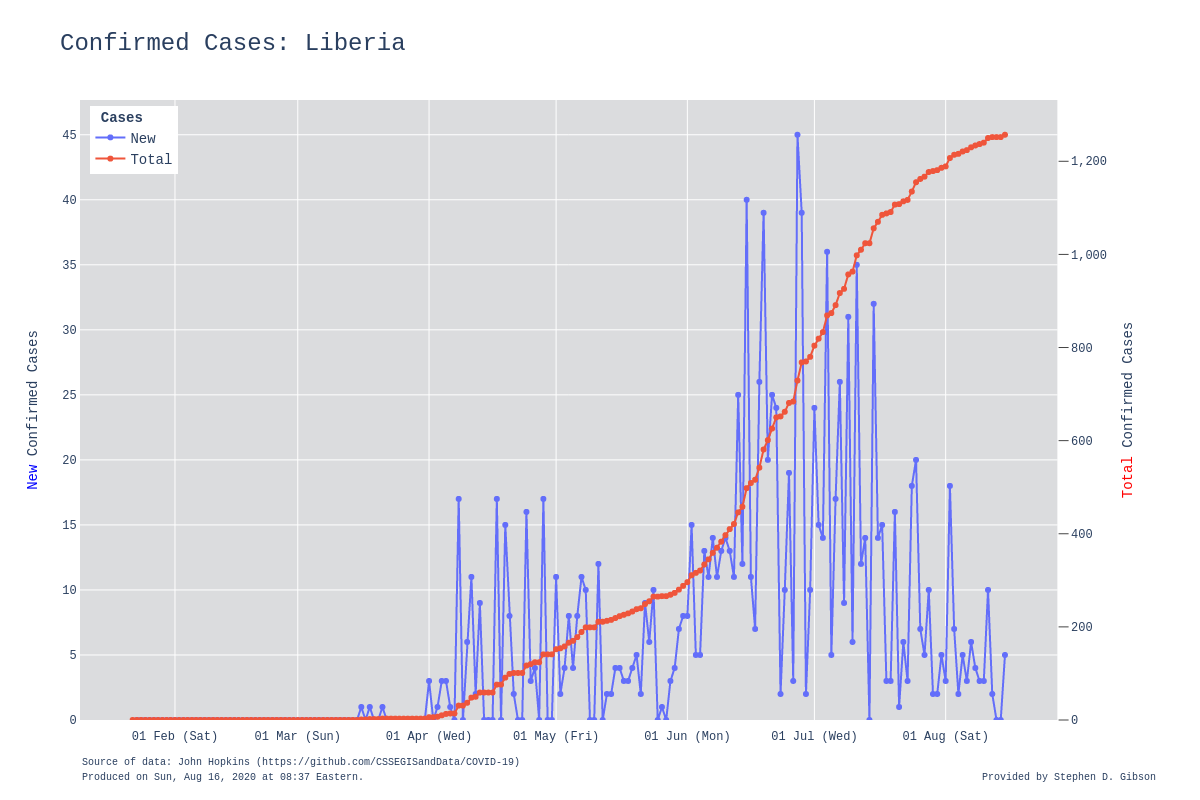 Confirmed Cases: Liberia
Cases
New
Total
45
40
35
30
25
20
15
10
5
0
New Confirmed Cases
1,200
1,000
800
600
400
200
0
Total Confirmed Cases
01 Feb (Sat) 01 Mar (Sun) 01 Apr (Wed) 01 May (Fri) 01 Jun (Mon) 01 Jul (Wed) 01 Aug (Sat)
Source of data: John Hopkins (https://github.com/CSSEGISandData/COVID-19)
Produced on Sun, Aug 16, 2020 at 08:37 Eastern.
Provided by Stephen D. Gibson